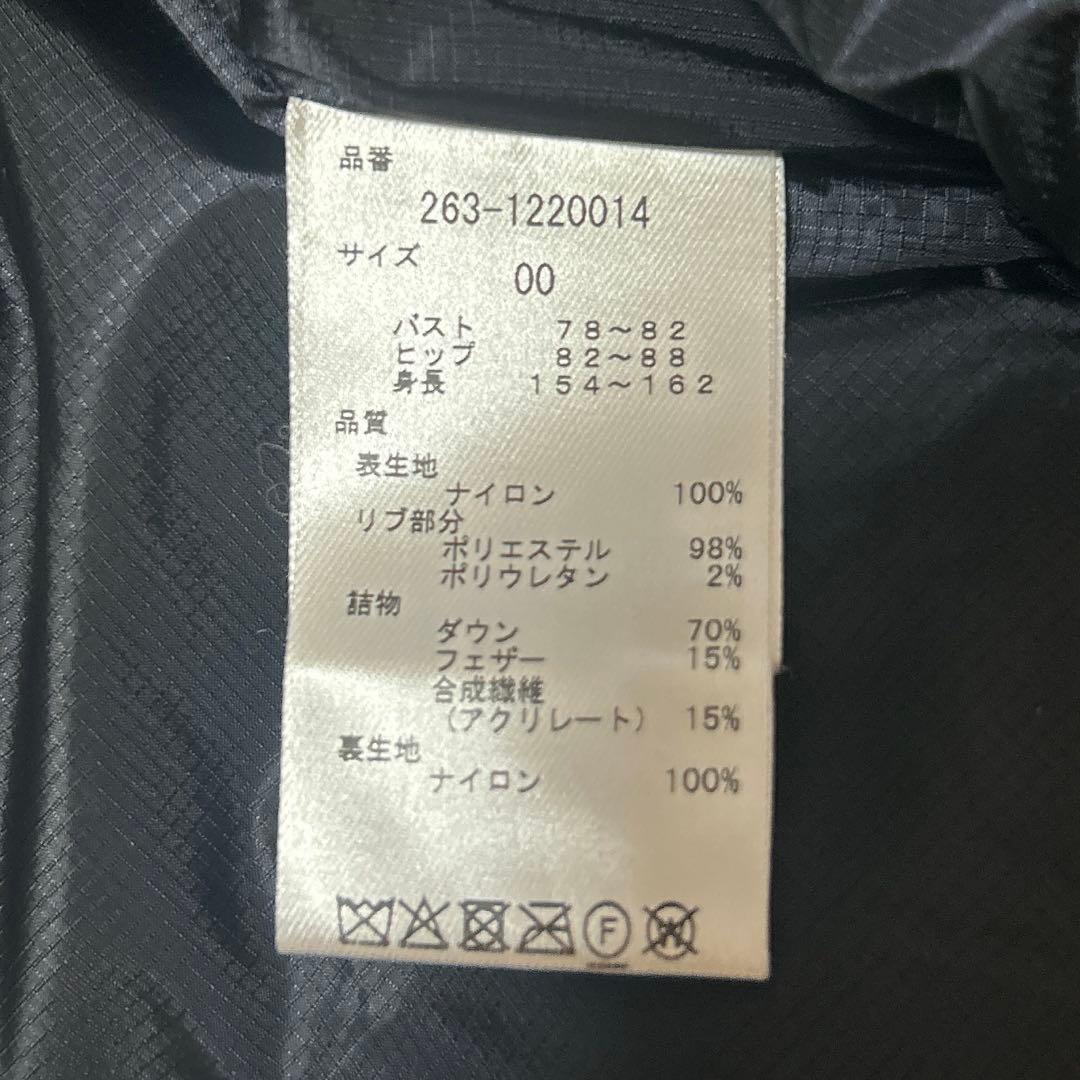 品番
263-1220014
サイズ
00
バスト 78～82
ヒップ 82～88
身長 154～162
品質
表生地
ナイロン 100%
リブ部分
ポリエステル 98%
ポリウレタン 2%
詰物
ダウン 70%
フェザー 15%
合成繊維
(アクリレート) 15%
裏生地
ナイロン 100%
F W